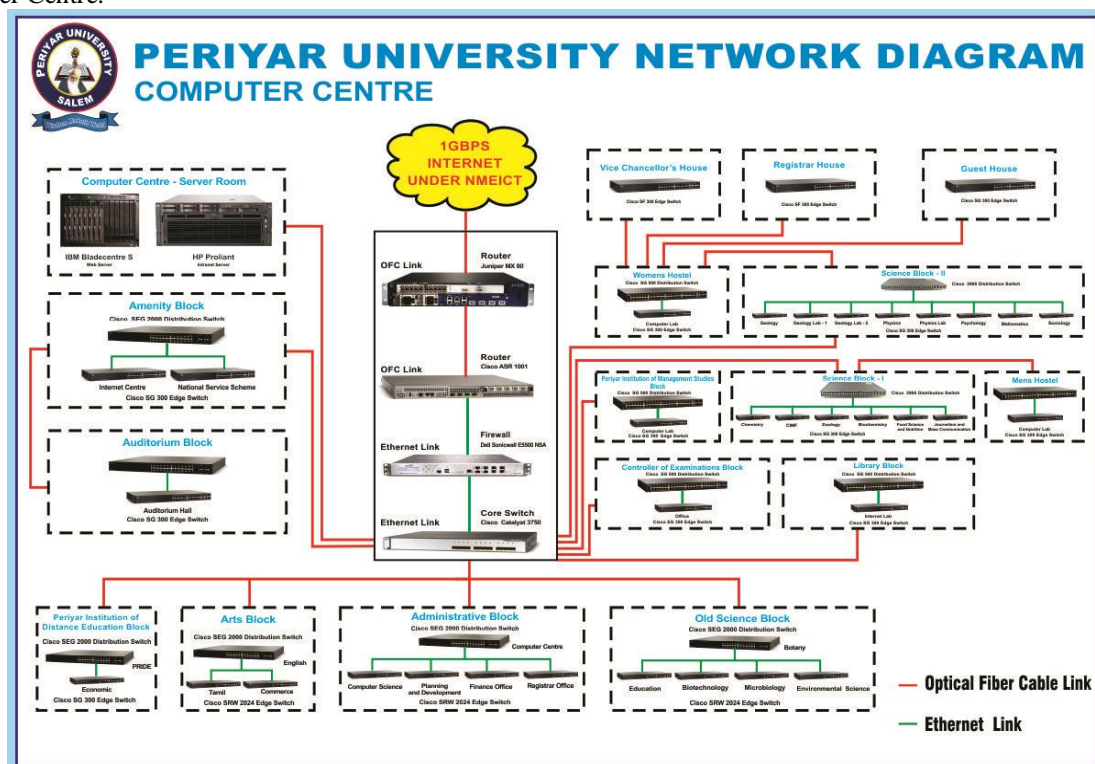 er Centre.
PERIYAR UNIVERSITY
SALEM
PERIYAR UNIVERSITY NETWORK DIAGRAM
COMPUTER CENTRE
1GBPS
INTERNET
UNDER NMEICT
Computer Centre - Server Room
IBM Bladecentre S
Web Server
HP Proliant
Intranet Server
Amenity Block
Cisco SEG 2000 Distribution Switch
Internet Centre
National Service Scheme
Cisco SG 300 Edge Switch
Auditorium Block
Auditorium Hall
Cisco SG 300 Edge Switch
OFC Link
Router
Juniper MX 80
OFC Link
Router
Cisco ASR 1001
Ethernet Link
Firewall
Dell Sonicwall E5500 NSA
Ethernet Link
Core Switch
Cisco Catalyst 3750
Vice Chancellor's House
Cisco SF 300 Edge Switch
Registrar House
Cisco SF 300 Edge Switch
Guest House
Cisco SG 300 Edge Switch
Womens Hostel
Cisco SG 500 Distribution Switch
Computer Lab
Cisco SG 300 Edge Switch
Science Block - II
Cisco 2960 Distribution Switch
Geology
Geology Lab - 1
Geology Lab - 2
Physics
Physics Lab
Psychology
Mathematics
Sociology
Cisco SG 300 Edge Switch
Periyar Institution of Management Studies
Block
Cisco SG 500 Distribution Switch
Computer Lab
Cisco SG 300 Edge Switch
Science Block - I
Cisco 2960 Distribution Switch
Chemistry
Zoology
Biochemistry
Food Science
and Nutrition
Journalism and
Mass Communication
Cisco SG 300 Edge Switch
Mens Hostel
Computer Lab
Cisco SG 300 Edge Switch
Controller of Examinations Block
Cisco SG 500 Distribution Switch
Office
Cisco SG 300 Edge Switch
Library Block
Cisco SG 500 Distribution Switch
Internet Lab
Cisco SG 300 Edge Switch
Periyar Institution of
Distance Education Block
Cisco SEG 2000 Distribution Switch
PRIDE
Economic
Cisco SG 300 Edge Switch
Arts Block
Cisco SEG 2000 Distribution Switch
English
Tamil
Commerce
Cisco SRW 2024 Edge Switch
Administrative Block
Cisco SEG 2000 Distribution Switch
Computer Centre
Computer Science
Planning
and Development
Finance Office
Registrar Office
Cisco SRW 2024 Edge Switch
Old Science Block
Cisco SEG 2000 Distribution Switch
Botany
Education
Biotechnology
Microbiology
Environmental Science
Cisco SRW 2024 Edge Switch
Optical Fiber Cable Link
Ethernet Link